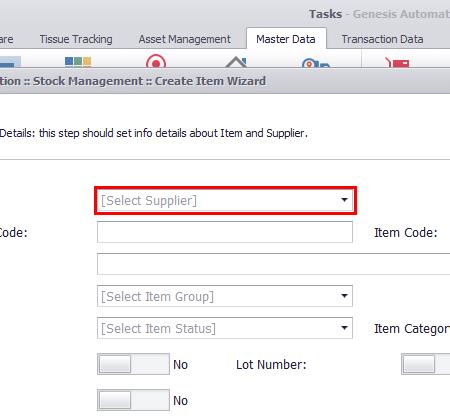 Tasks - Genesis Automat
are Tissue Tracking Asset Management Master Data Transaction Data
tion :: Stock Management :: Create Item Wizard
Details: this step should set info details about Item and Supplier.
[Select Supplier]
Code: Item Code:
[Select Item Group]
[Select Item Status] Item Category
No Lot Number:
No